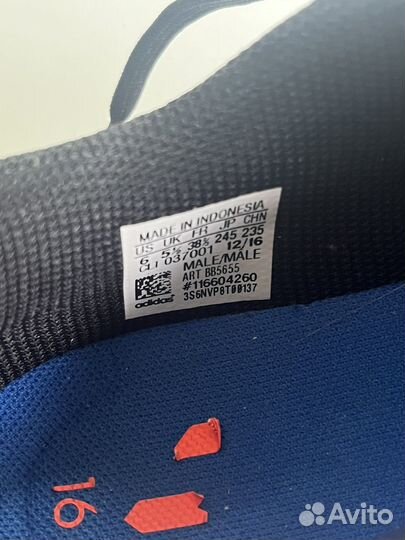 MADE IN INDONESIA
US UK FR JP CHN
6 5½ 38⅔ 245 235
CLI 037001 12/16
MALE/MALE
ART BB5655
#116604260
adidas 3S6NVP8T00137
16
Avito